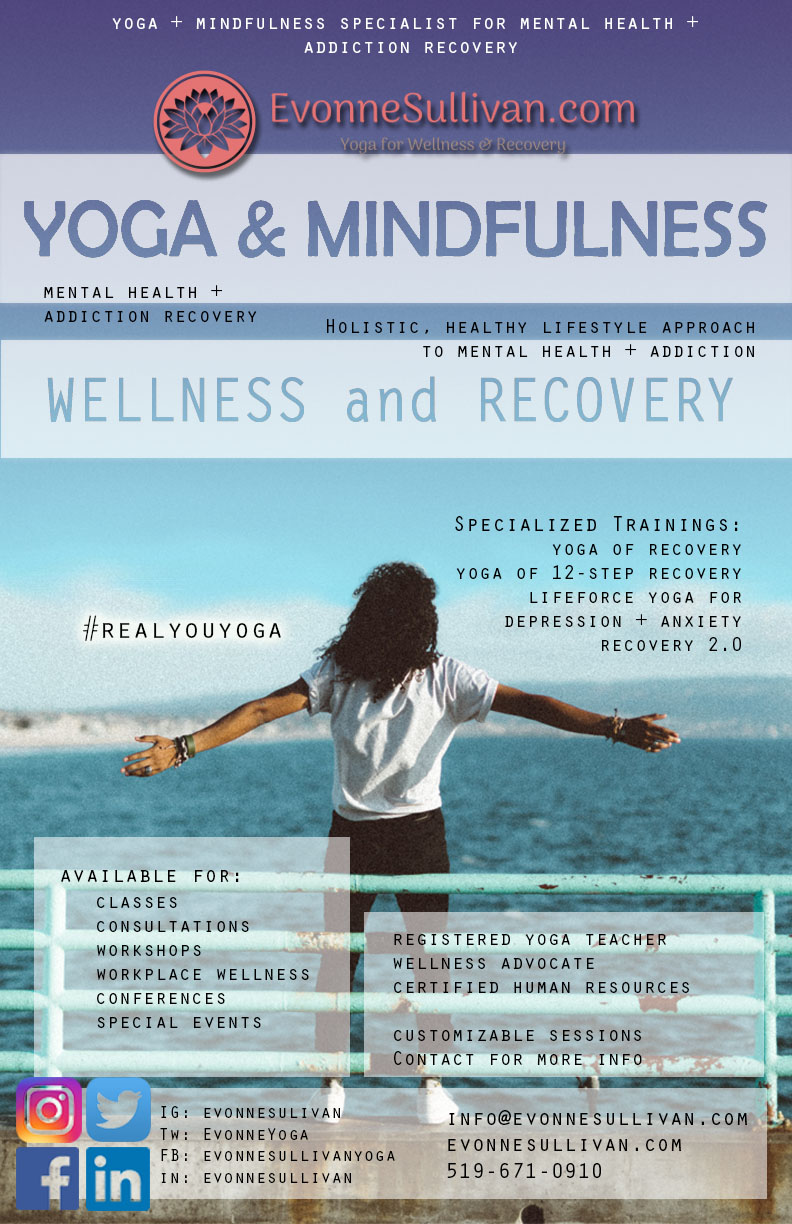 YOGA + MINDFULNESS SPECIALIST FOR MENTAL HEALTH +
ADDICTION RECOVERY
EvonneSullivan.com
Yoga for Wellness & Recovery
YOGA & MINDFULNESS
MENTAL HEALTH +
ADDICTION RECOVERY
HOLISTIC, HEALTHY LIFESTYLE APPROACH
TO MENTAL HEALTH + ADDICTION
WELLNESS and RECOVERY
SPECIALIZED TRAININGS:
YOGA OF RECOVERY
YOGA OF 12-STEP RECOVERY
LIFEFORCE YOGA FOR
DEPRESSION + ANXIETY
RECOVERY 2.0
#REALYOUYOGA
AVAILABLE FOR:
CLASSES
CONSULTATIONS
WORKSHOPS
WORKPLACE WELLNESS
CONFERENCES
SPECIAL EVENTS
REGISTERED YOGA TEACHER
WELLNESS ADVOCATE
CERTIFIED HUMAN RESOURCES
CUSTOMIZABLE SESSIONS
CONTACT FOR MORE INFO
IG: EVONNESULIVAN
TW: EVONNEYOGA
FB: EVONNESULLIVANYOGA
IN: EVONNESULLIVAN
INFO@EVONNESULLIVAN.COM
EVONNESULLIVAN.COM
519-671-0910